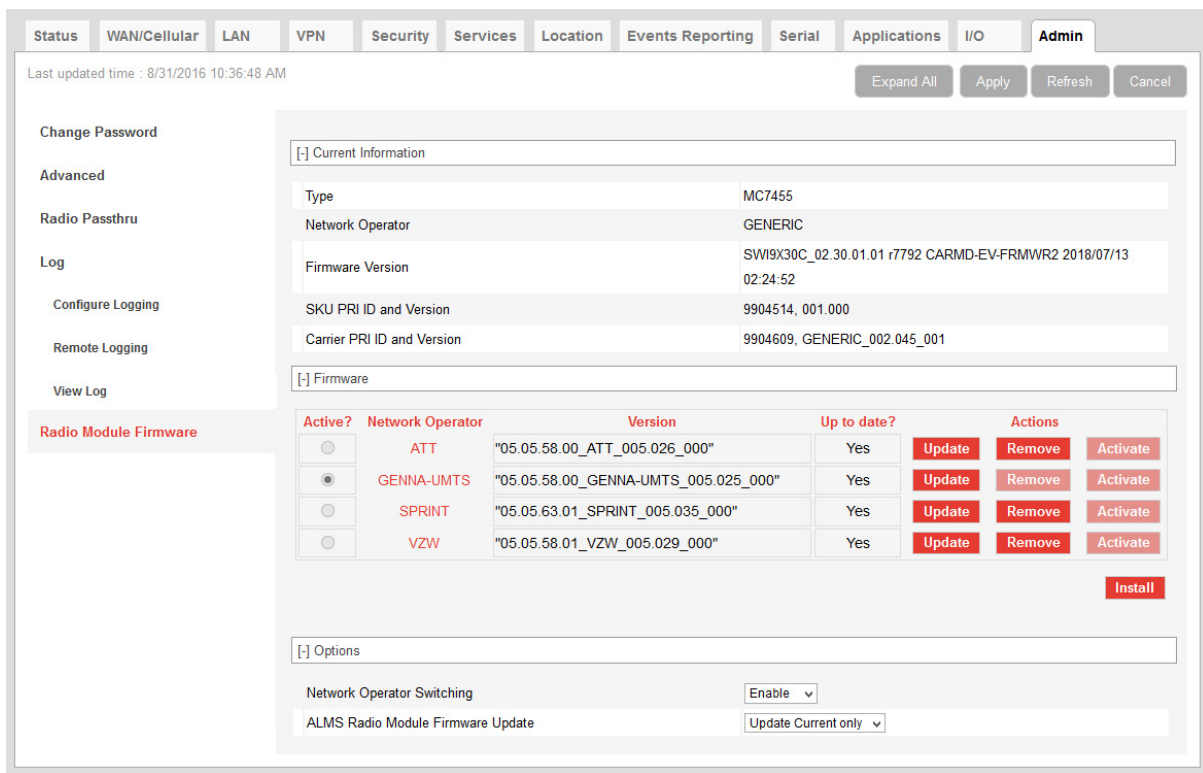 Status WAN/Cellular LAN VPN Security Services Location Events Reporting Serial Applications I/O Admin
Last updated time : 8/31/2016 10:36:48 AM
Expand All Apply Refresh Cancel
Change Password
Advanced
Radio Passthru
Log
Configure Logging
Remote Logging
View Log
Radio Module Firmware
[-] Current Information
Type MC7455
Network Operator GENERIC
Firmware Version SWI9X30C_02.30.01.01 r7792 CARMD-EV-FRMWR2 2018/07/13
02:24:52
SKU PRI ID and Version 9904514, 001.000
Carrier PRI ID and Version 9904609, GENERIC_002.045_001
[-] Firmware
Active? Network Operator Version Up to date? Actions
ATT "05.05.58.00_ATT_005.026_000" Yes Update Remove Activate
GENNA-UMTS "05.05.58.00_GENNA-UMTS_005.025_000" Yes Update Remove Activate
SPRINT "05.05.63.01_SPRINT_005.035_000" Yes Update Remove Activate
VZW "05.05.58.01_VZW_005.029_000" Yes Update Remove Activate
Install
[-] Options
Network Operator Switching Enable
ALMS Radio Module Firmware Update Update Current only